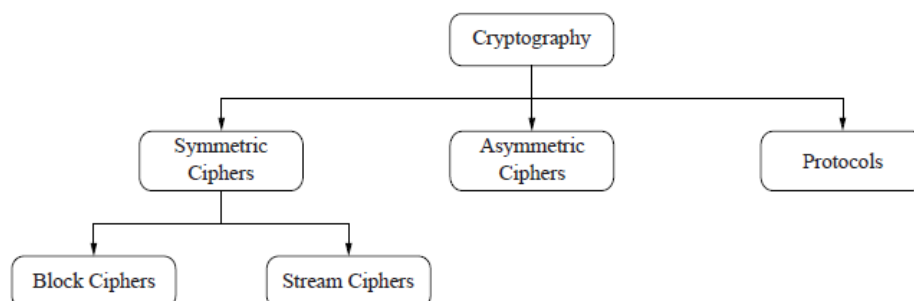 Cryptography
Symmetric
Ciphers
Asymmetric
Ciphers
Protocols
Block Ciphers
Stream Ciphers